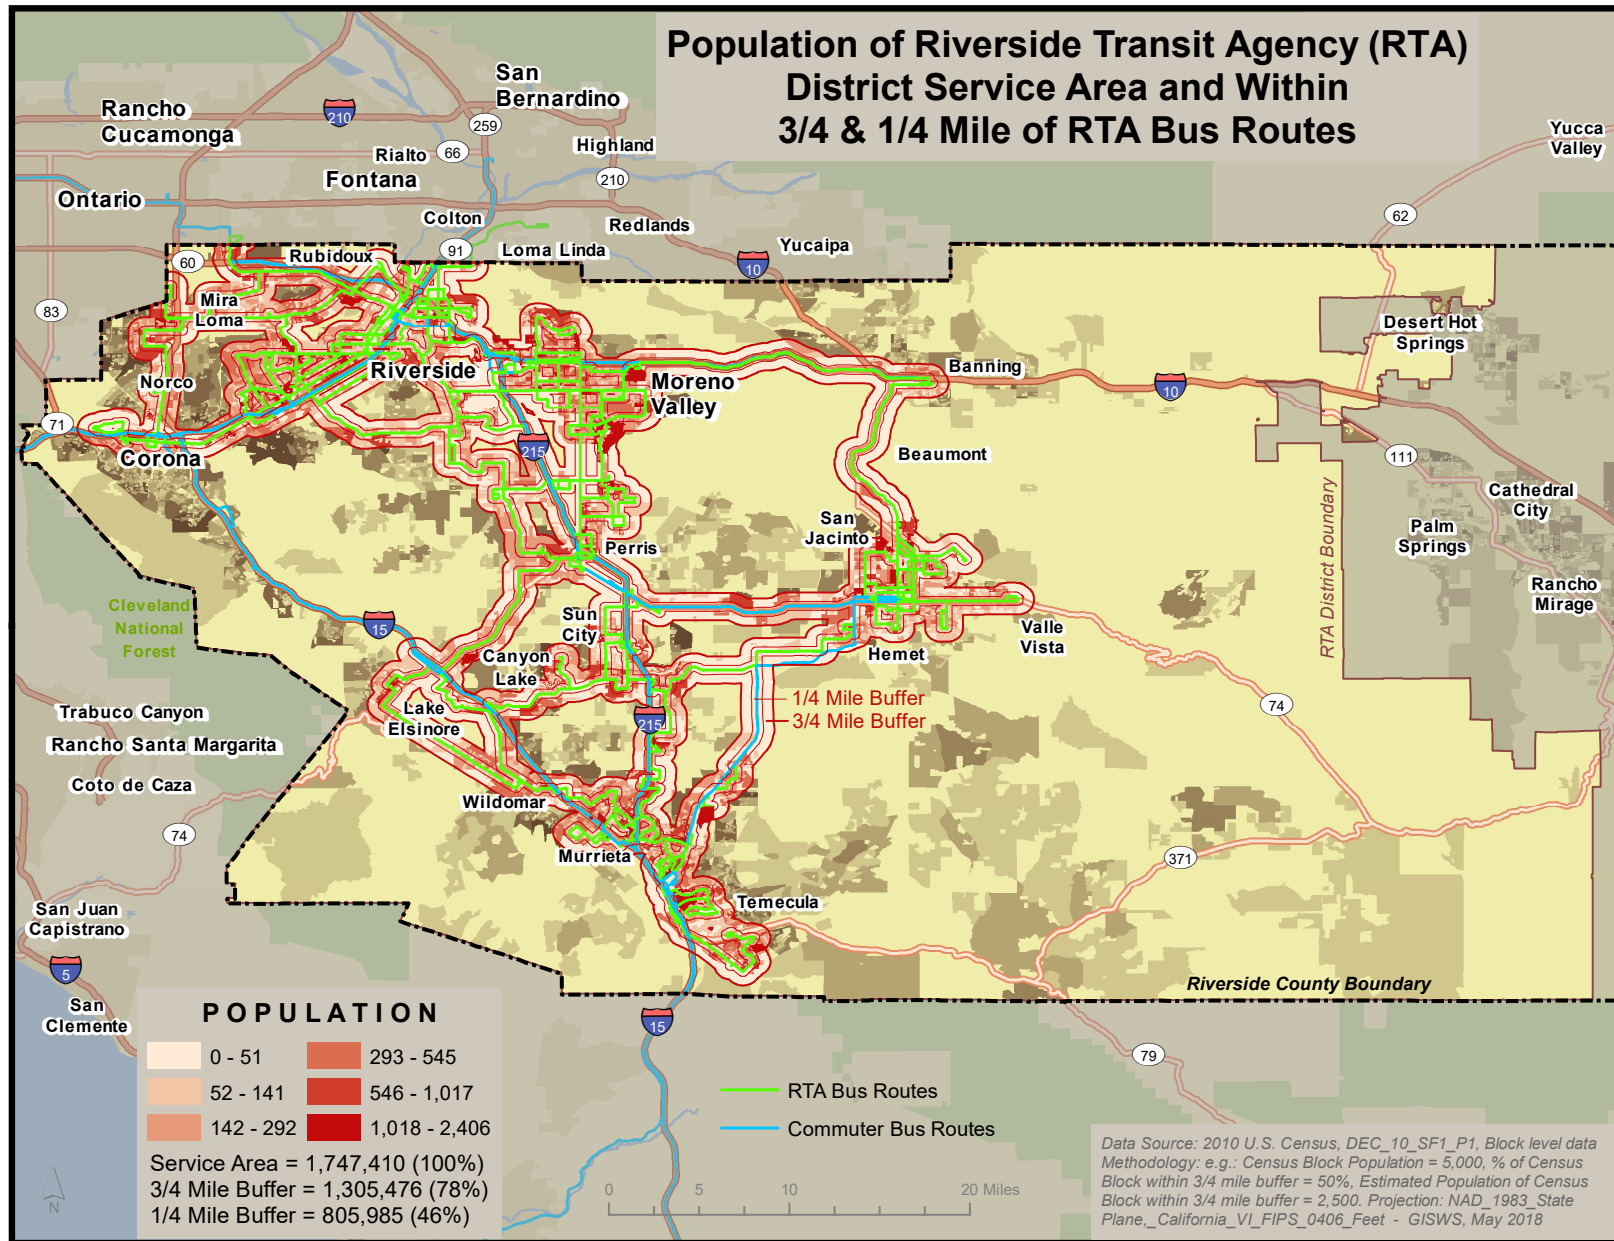 Population of Riverside Transit Agency (RTA)
District Service Area and Within
3/4 & 1/4 Mile of RTA Bus Routes
San
Bernardino
Rancho
Cucamonga
210
259
Yucca
Valley
Rialto
66
Highland
Fontana
210
Ontario
Colton
Redlands
62
91
Loma Linda
Yucaipa
60
Rubidoux
10
83
Mira
Loma
Desert Hot
Springs
Norco
Riverside
Moreno
Valley
Banning
10
71
Corona
215
Beaumont
111
RTA District Boundary
Cathedral
City
San
Jacinto
Palm
Springs
Perris
Rancho
Mirage
Cleveland
National
Forest
15
Sun
City
Valle
Vista
Canyon
Lake
Hemet
1/4 Mile Buffer
3/4 Mile Buffer
74
Trabuco Canyon
Lake
Elsinore
215
Rancho Santa Margarita
Coto de Caza
Wildomar
74
Murrieta
371
Temecula
San Juan
Capistrano
5
Riverside County Boundary
San
Clemente
15
79
POPULATION
0 - 51
293 - 545
52 - 141
546 - 1,017
142 - 292
1,018 - 2,406
Service Area = 1,747,410 (100%)
3/4 Mile Buffer = 1,305,476 (78%)
1/4 Mile Buffer = 805,985 (46%)
N
RTA Bus Routes
Commuter Bus Routes
0 5 10 20 Miles
Data Source: 2010 U.S. Census, DEC_10_SF1_P1, Block level data
Methodology: e.g.: Census Block Population = 5,000, % of Census
Block within 3/4 mile buffer = 50%, Estimated Population of Census
Block within 3/4 mile buffer = 2,500. Projection: NAD_1983_State
Plane,_California_VI_FIPS_0406_Feet - GISWS, May 2018